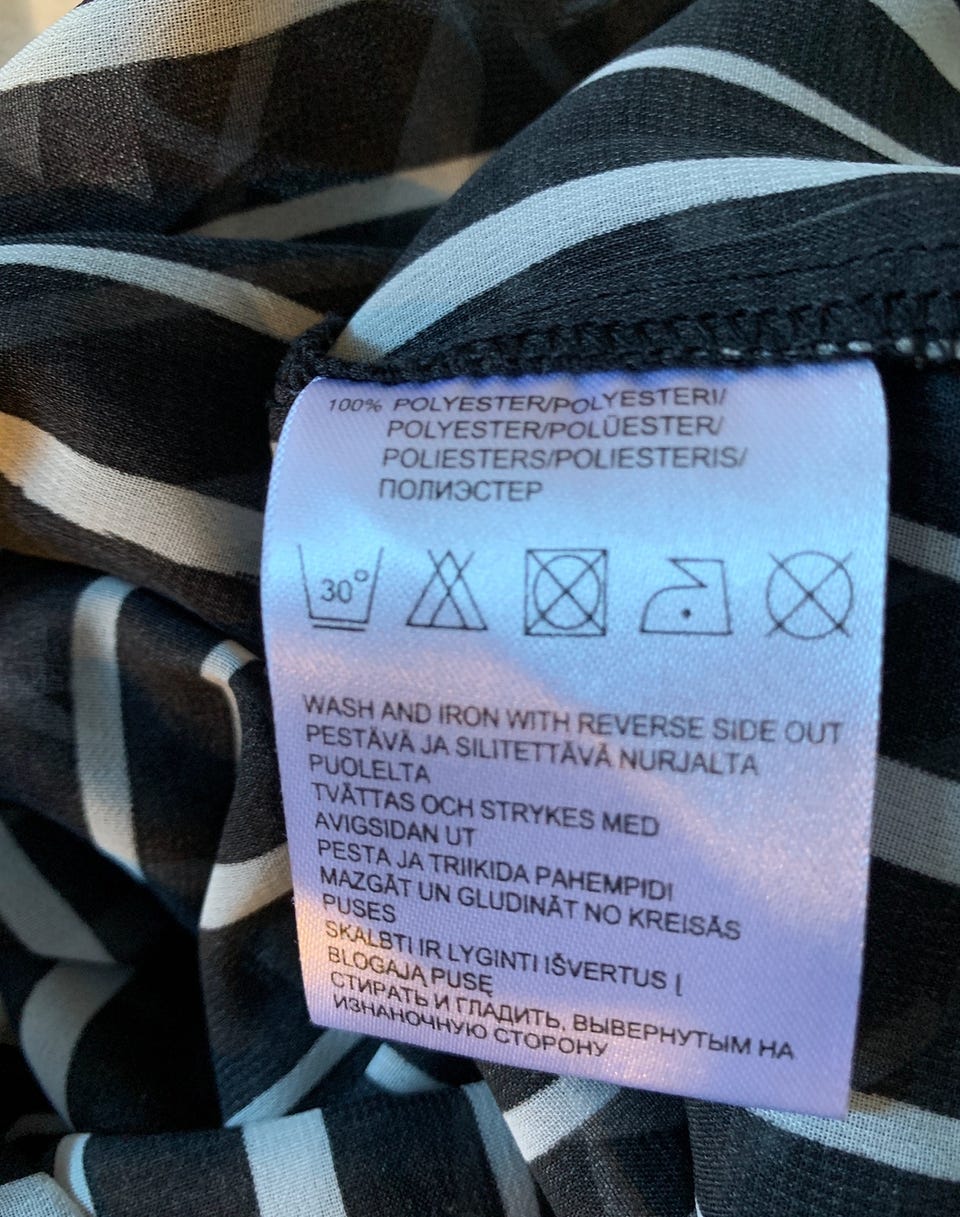 100% POLYESTER/POLYESTERI/
POLYESTER/POLÜESTER/
POLIESTERS/POLIESTERIS/
ПОЛИЭСТЕР
30°
WASH AND IRON WITH REVERSE SIDE OUT
PESTÄVÄ JA SILITETTÄVÄ NURJALTA
PUOLELTA
TVÄTTAS OCH STRYKES MED
AVIGSIDAN UT
PESTA JA TRIIKIDA PAHEMPIDI
MAZGĀT UN GLUDINĀT NO KREISĀS
PUSES
SKALBTI IR LYGINTI IŠVERTUS Į
BLOGĄJĄ PUSĘ
СТИРАТЬ И ГЛАДИТЬ, ВЫВЕРНУТЫМ НА
ИЗНАНОЧНУЮ СТОРОНУ